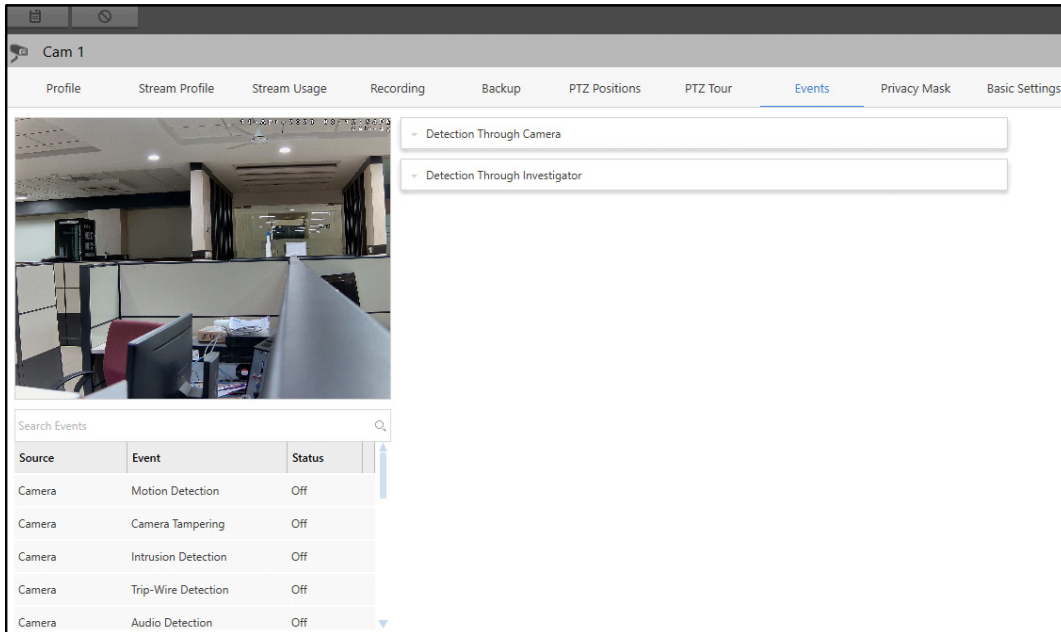 Cam 1
Profile Stream Profile Stream Usage Recording Backup PTZ Positions PTZ Tour Events Privacy Mask Basic Settings
Detection Through Camera
Detection Through Investigator
Search Events
Source Event Status
Camera Motion Detection Off
Camera Camera Tampering Off
Camera Intrusion Detection Off
Camera Trip-Wire Detection Off
Camera Audio Detection Off